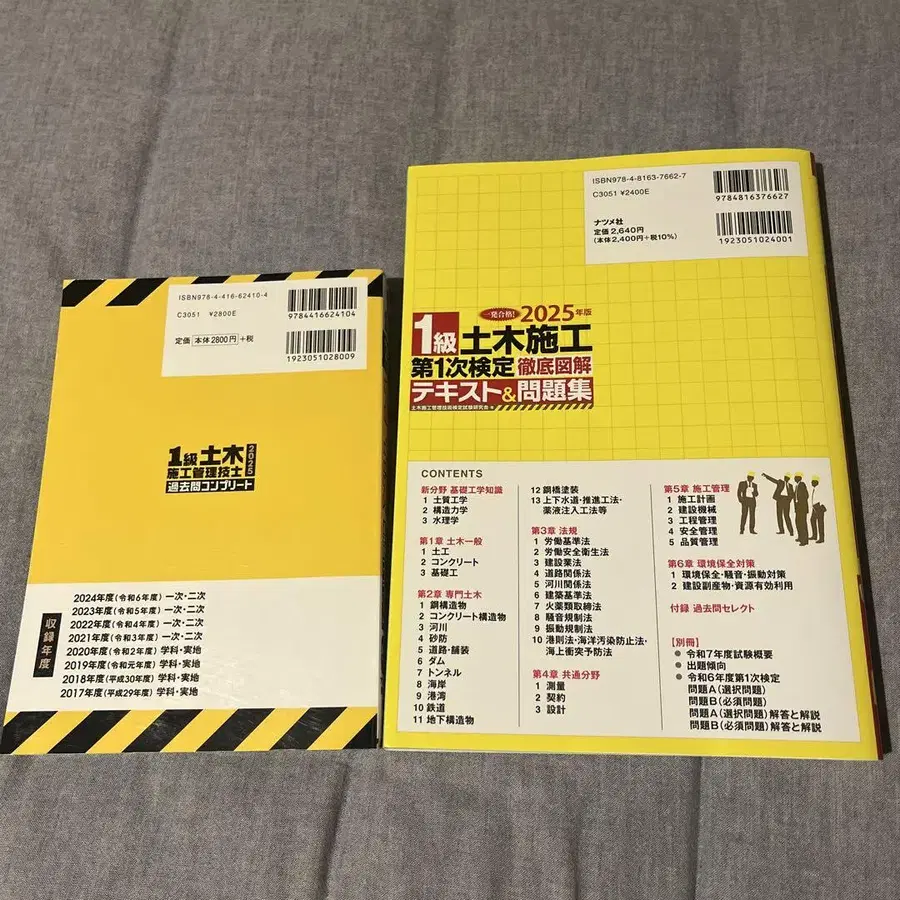 ISBN978-4-416-62410-4
C3051 ¥2800E
定価 本体2800円 +税
9784416624104
1923051028009
1級土木
施工管理技士
2025
過去問コンプリート
収録年度
2024年度(令和6年度) 一次・二次
2023年度(令和5年度) 一次・二次
2022年度(令和4年度) 一次・二次
2021年度(令和3年度) 一次・二次
2020年度(令和2年度) 学科・実地
2019年度(令和元年度) 学科・実地
2018年度(平成30年度) 学科・実地
2017年度(平成29年度) 学科・実地
ISBN978-4-8163-7662-7
C3051 ¥2400E
ナツメ社
定価 2,640円
(本体2,400円+税10%)
9784816376627
1923051024001
一発合格! 2025年版
1級 土木施工
第1次検定 徹底図解
テキスト&問題集
土木施工管理技術検定試験研究会・著
CONTENTS
新分野 基礎工学知識
1 土質工学
2 構造力学
3 水理学
第1章 土木一般
1 土工
2 コンクリート
3 基礎工
第2章 専門土木
1 鋼構造物
2 コンクリート構造物
3 河川
4 砂防
5 道路・舗装
6 ダム
7 トンネル
8 海岸
9 港湾
10 鉄道
11 地下構造物
12 鋼橋塗装
13 上下水道・推進工法・
薬液注入工法等
第3章 法規
1 労働基準法
2 労働安全衛生法
3 建設業法
4 道路関係法
5 河川関係法
6 建築基準法
7 火薬類取締法
8 騒音規制法
9 振動規制法
10 港則法・海洋汚染防止法・
海上衝突予防法
第4章 共通分野
1 測量
2 契約
3 設計
第5章 施工管理
1 施工計画
2 建設機械
3 工程管理
4 安全管理
5 品質管理
第6章 環境保全対策
1 環境保全・騒音・振動対策
2 建設副産物・資源有効利用
付録 過去問セレクト
【別冊】
● 令和7年度試験概要
● 出題傾向
● 令和6年度第1次検定
問題A(選択問題)
問題B(必須問題)
問題A(選択問題)解答と解説
問題B(必須問題)解答と解説